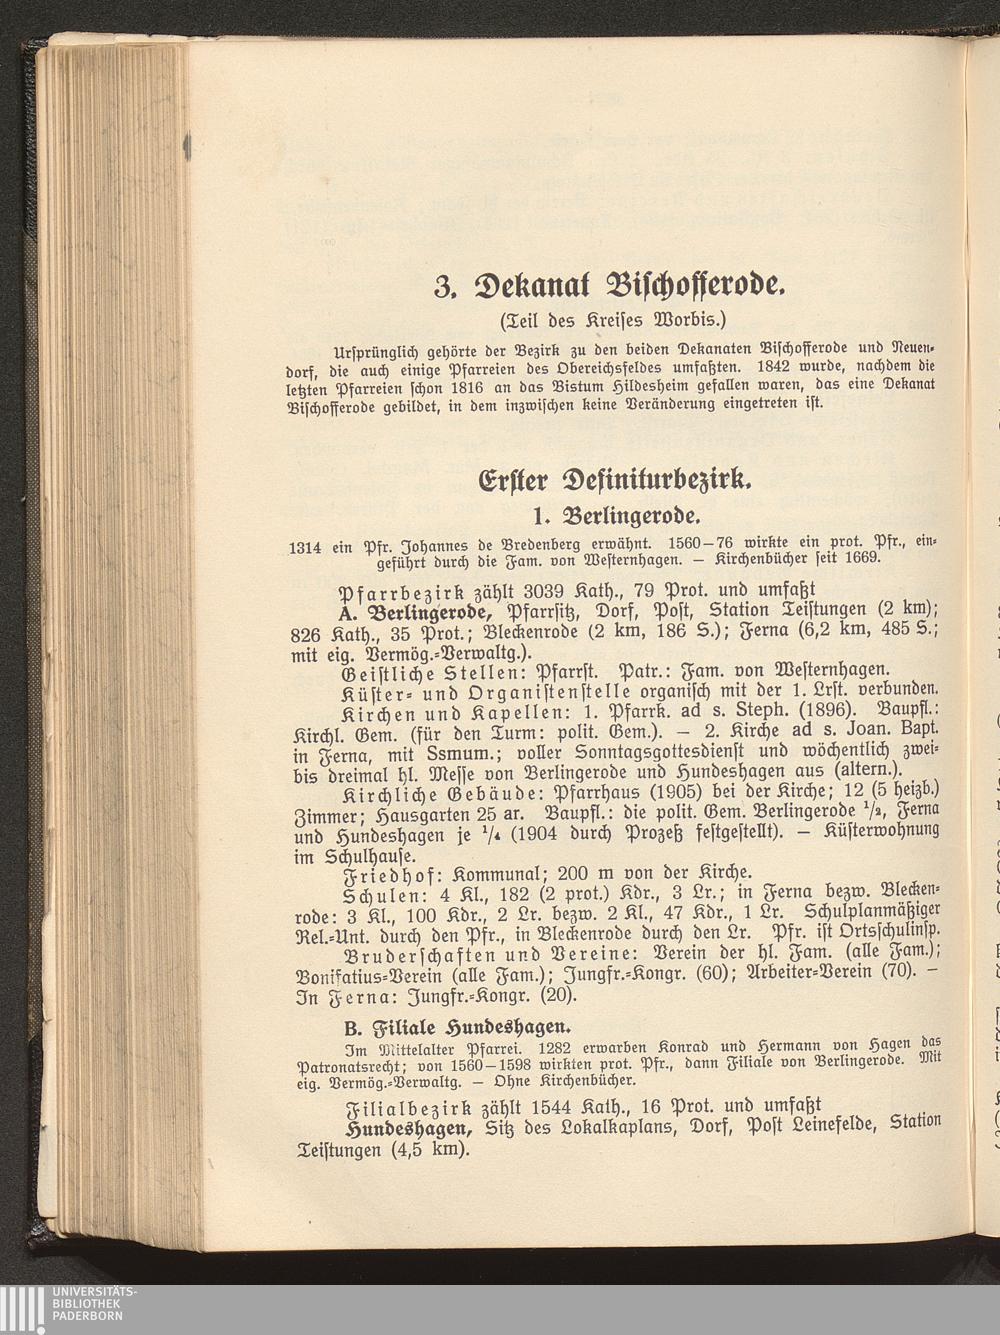 3. Dekanat Bischofferode.
(Teil des Kreises Worbis.)
Ursprünglich gehörte der Bezirk zu den beiden Dekanaten Bischofferode und Neuen-
dorf, die auch einige Pfarreien des Obereichsfeldes umfaßten. 1842 wurde, nachdem die
letzten Pfarreien schon 1816 an das Bistum Hildesheim gefallen waren, das eine Dekanat
Bischofferode gebildet, in dem inzwischen keine Veränderung eingetreten ist.
Erster Definiturbezirk.
1. Berlingerode.
1314 ein Pfr. Johannes de Bredenberg erwähnt. 1560–76 wirkte ein prot. Pfr., ein-
geführt durch die Fam. von Westernhagen. — Kirchenbücher seit 1669.
Pfarrbezirk zählt 3039 Kath., 79 Prot. und umfaßt
A. Berlingerode, Pfarrsitz, Dorf, Post, Station Teistungen (2 km);
826 Kath., 35 Prot.; Bleckenrode (2 km, 186 S.); Ferna (6,2 km, 485 S.;
mit eig. Vermög.-Verwaltg.).
Geistliche Stellen: Pfarrst. Patr.: Fam. von Westernhagen.
Küster- und Organistenstelle organisch mit der 1. Lrst. verbunden.
Kirchen und Kapellen: 1. Pfarrk. ad s. Steph. (1896). Baupfl.:
Kirchl. Gem. (für den Turm: polit. Gem.). — 2. Kirche ad s. Joan. Bapt.
in Ferna, mit Ssmum.; voller Sonntagsgottesdienst und wöchentlich zwei-
bis dreimal hl. Messe von Berlingerode und Hundeshagen aus (altern.).
Kirchliche Gebäude: Pfarrhaus (1905) bei der Kirche; 12 (5 heizb.)
Zimmer; Hausgarten 25 ar. Baupfl.: die polit. Gem. Berlingerode ½, Ferna
und Hundeshagen je ¼ (1904 durch Prozeß festgestellt). — Küsterwohnung
im Schulhause.
Friedhof: Kommunal; 200 m von der Kirche.
Schulen: 4 Kl., 182 (2 prot.) Kdr., 3 Lr.; in Ferna bezw. Blecken-
rode: 3 Kl., 100 Kdr., 2 Lr. bezw. 2 Kl., 47 Kdr., 1 Lr. Schulplanmäßiger
Rel.-Unt. durch den Pfr., in Bleckenrode durch den Lr. Pfr. ist Ortsschulinsp.
Bruderschaften und Vereine: Verein der hl. Fam. (alle Fam.);
Bonifatius-Verein (alle Fam.); Jungfr.-Kongr. (60); Arbeiter-Verein (70). —
In Ferna: Jungfr.-Kongr. (20).
B. Filiale Hundeshagen.
Im Mittelalter Pfarrei. 1282 erwarben Konrad und Hermann von Hagen das
Patronatsrecht; von 1560–1598 wirkten prot. Pfr., dann Filiale von Berlingerode. Mit
eig. Vermög.-Verwaltg. — Ohne Kirchenbücher.
Filialbezirk zählt 1544 Kath., 16 Prot. und umfaßt
Hundeshagen, Sitz des Lokalkaplans, Dorf, Post Leinefelde, Station
Teistungen (4,5 km).
UNIVERSITÄTS-
BIBLIOTHEK
PADERBORN